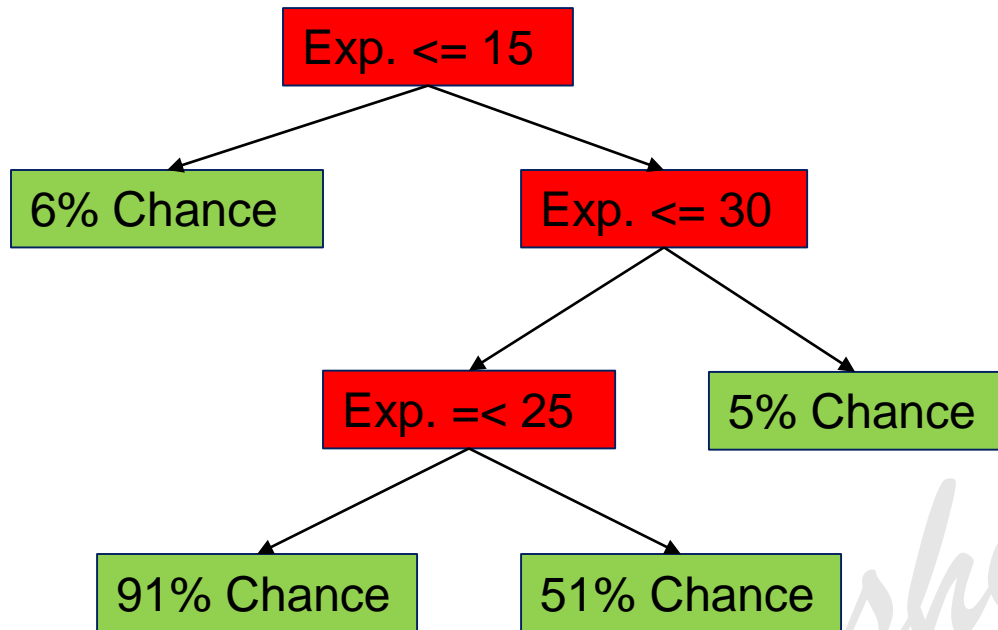 Exp. <= 15
6% Chance
Exp. <= 30
Exp. =< 25
5% Chance
91% Chance
51% Chance